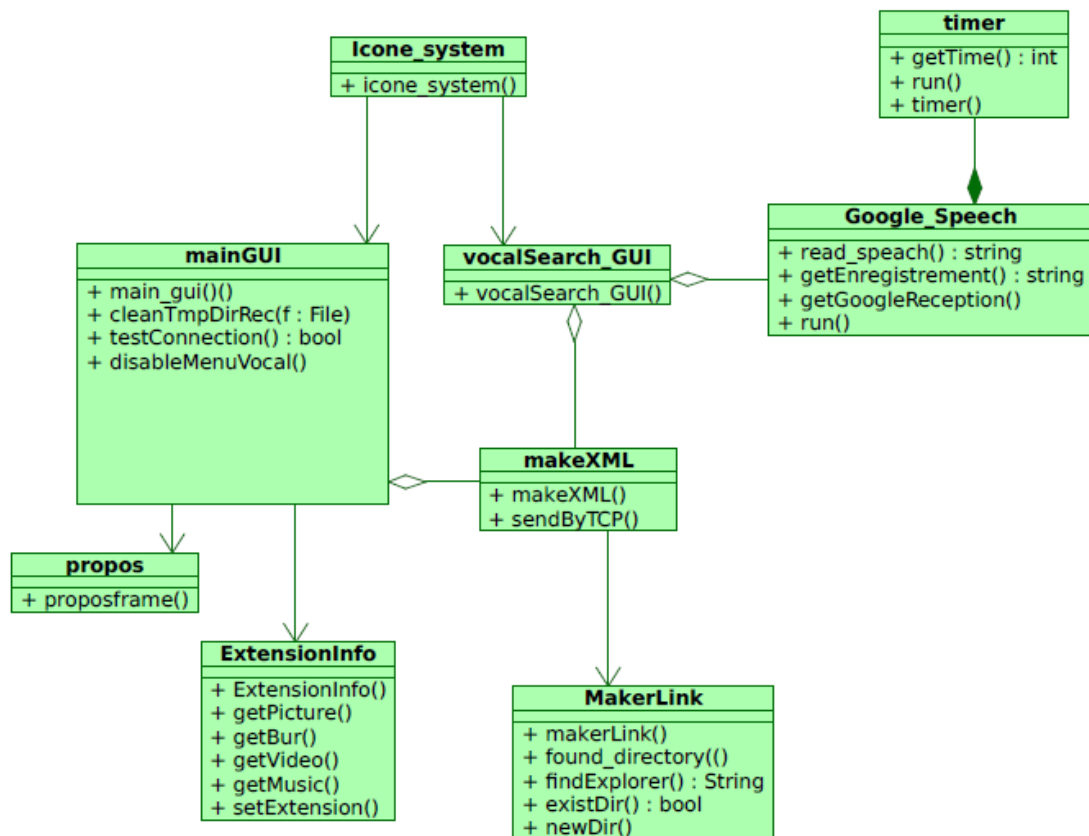 Icone_system
+ icone_system()
timer
+ getTime() : int
+ run()
+ timer()
mainGUI
+ main_gui()()
+ cleanTmpDirRec(f : File)
+ testConnection() : bool
+ disableMenuVocal()
vocalSearch_GUI
+ vocalSearch_GUI()
Google_Speech
+ read_speach() : string
+ getEnregistrement() : string
+ getGoogleReception()
+ run()
makeXML
+ makeXML()
+ sendByTCP()
propos
+ proposframe()
ExtensionInfo
+ ExtensionInfo()
+ getPicture()
+ getBur()
+ getVideo()
+ getMusic()
+ setExtension()
MakerLink
+ makerLink()
+ found_directory(()
+ findExplorer() : String
+ existDir() : bool
+ newDir()